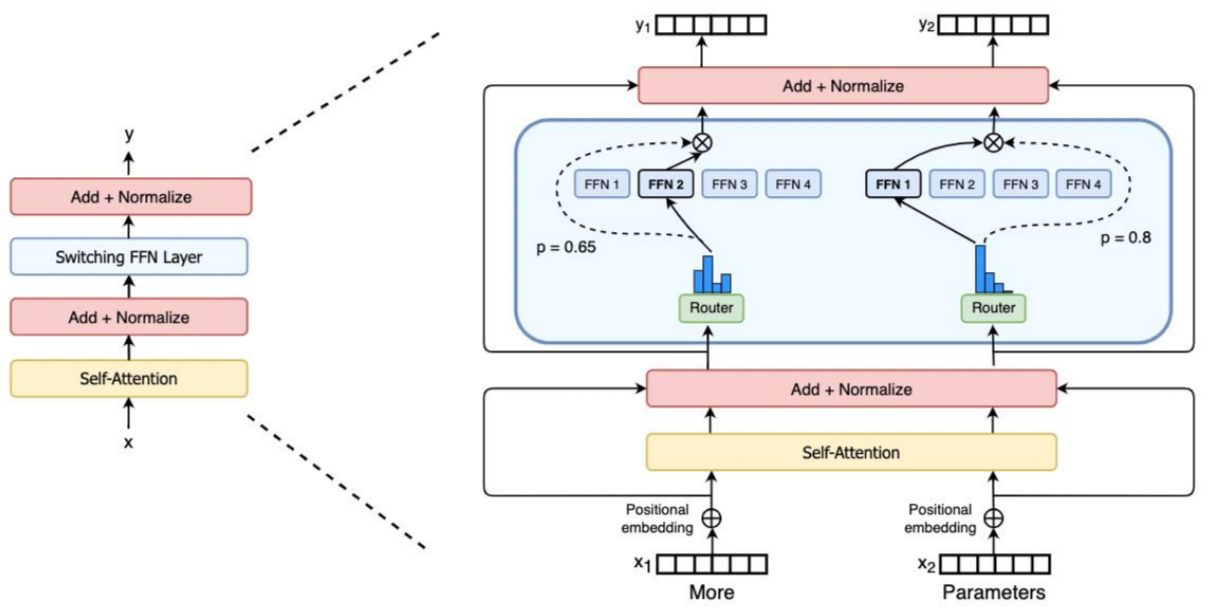 y
Add + Normalize
Switching FFN Layer
Add + Normalize
Self-Attention
x
y₁
y₂
Add + Normalize
FFN 1
FFN 2
FFN 3
FFN 4
FFN 1
FFN 2
FFN 3
FFN 4
p = 0.65
p = 0.8
Router
Router
Add + Normalize
Self-Attention
Positional
embedding
Positional
embedding
x₁
x₂
More
Parameters